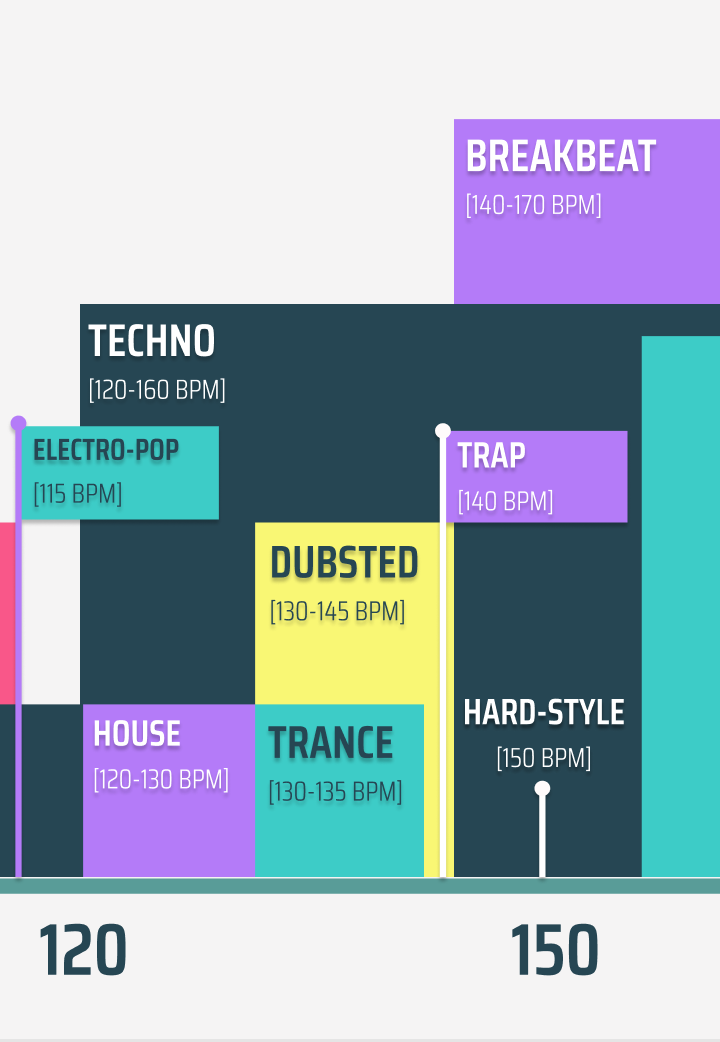 BREAKBEAT
[140-170 BPM]
TECHNO
[120-160 BPM]
ELECTRO-POP
[115 BPM]
TRAP
[140 BPM]
DUBSTED
[130-145 BPM]
HARD-STYLE
[150 BPM]
HOUSE
[120-130 BPM]
TRANCE
[130-135 BPM]
120
150